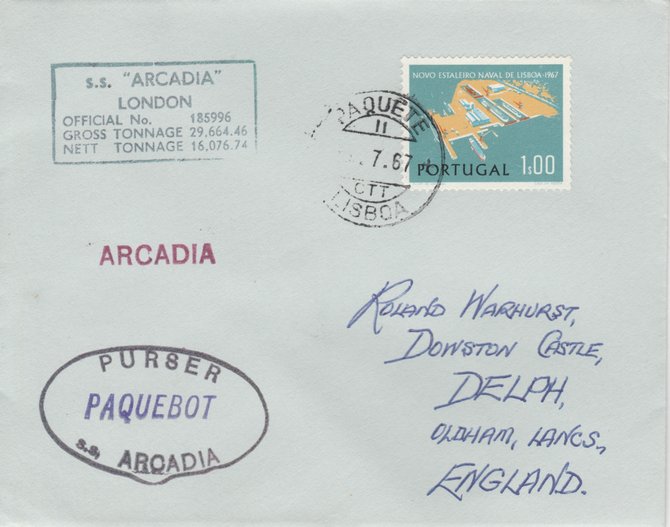 s.s. "ARCADIA"
LONDON
OFFICIAL No. 185996
GROSS TONNAGE 29,664.46
NETT TONNAGE 16,076.74
NOVO ESTALEIRO NAVAL DE LISBOA-1967
PORTUGAL 1$00
PAQUETE
II
7.67
CTT
LISBOA
ARCADIA
PURSER
PAQUEBOT
s.s. ARCADIA
ROLAND WARHURST,
DOWSTON CASTLE,
DELPH,
OLDHAM, LANCS,
ENGLAND.